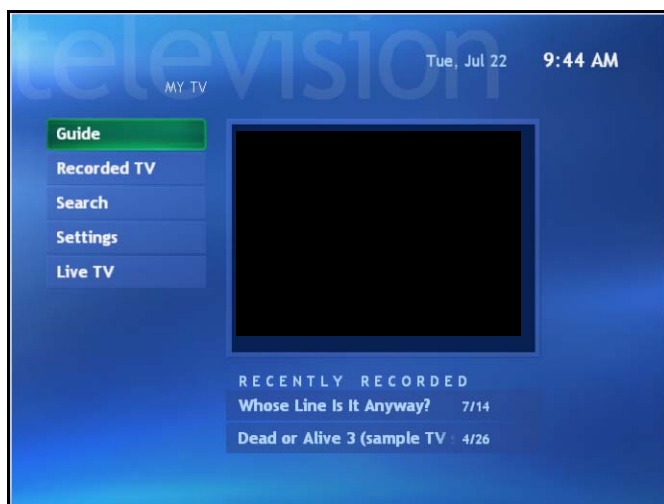 television
Tue, Jul 22 9:44 AM
MY TV
Guide
Recorded TV
Search
Settings
Live TV
RECENTLY RECORDED
Whose Line Is It Anyway? 7/14
Dead or Alive 3 (sample TV 4/26